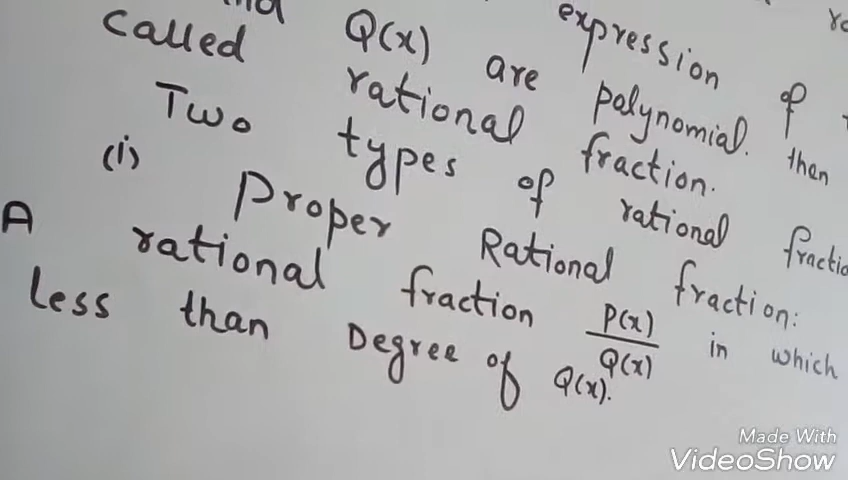 expression of
Q(x) are polynomial. then
called rational fraction.
Two types of rational
(i) Proper Rational fraction:
A rational fraction P(x)/Q(x) in which
less than Degree of Q(x).
Made With
VideoShow